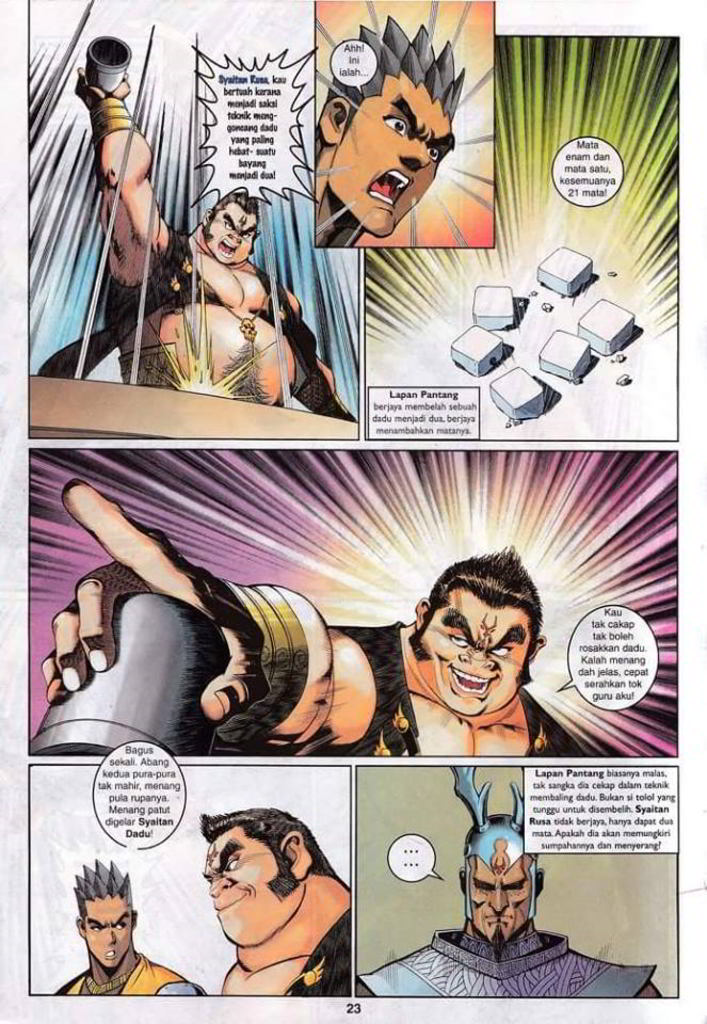 Syaitan Rusa, kau
bertuah kerana
menjadi saksi
teknik meng-
goncang dadu
yang paling
hebat- suatu
bayang
menjadi dua!
Ahh!
Ini
ialah...
Mata
enam dan
mata satu,
kesemuanya
21 mata!
Lapan Pantang
berjaya membelah sebuah
dadu menjadi dua, berjaya
menambahkan matanya.
Kau
tak cakap
tak boleh
rosakkan dadu.
Kalah menang
dah jelas, cepat
serahkan tok
guru aku!
Bagus
sekali. Abang
kedua pura-pura
tak mahir, menang
pula rupanya.
Menang patut
digelar Syaitan
Dadu!
Lapan Pantang biasanya malas,
tak sangka dia cekap dalam teknik
membaling dadu. Bukan si tolol yang
tunggu untuk disembelih. Syaitan
Rusa tidak berjaya, hanya dapat dua
mata. Apakah dia akan memungkiri
sumpahannya dan menyerang?
...
...
23